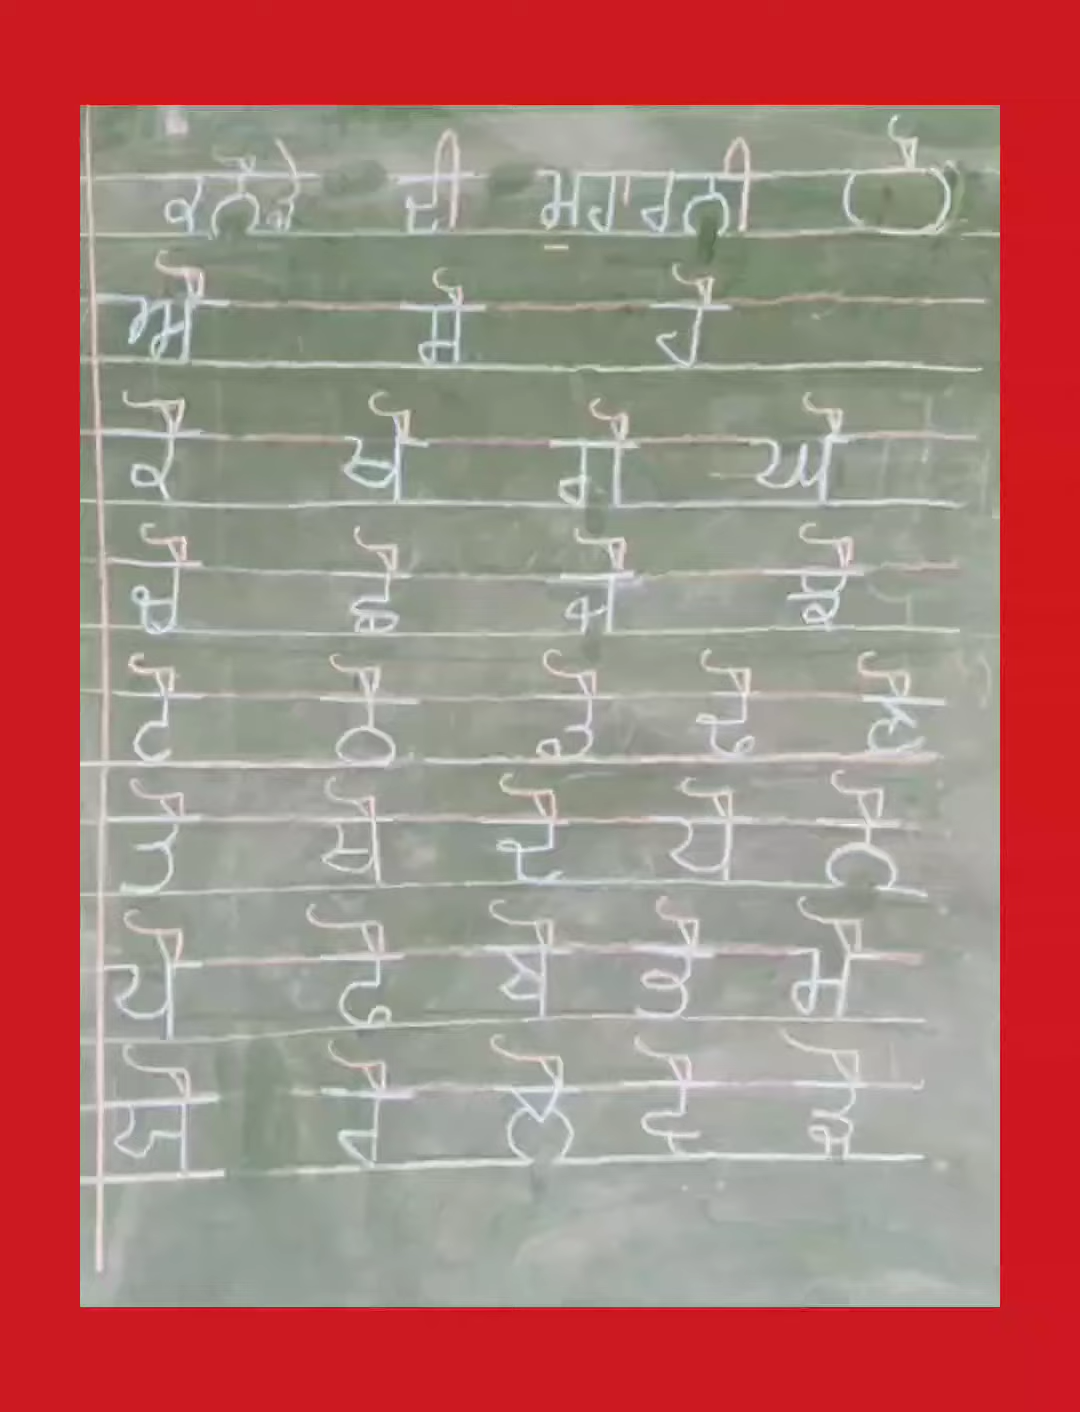 ਕਨੌੜੇ ਦੀ ਮੁਹਾਰਨੀ ( ੌ )
ਔ ਸੌ ਹੌ
ਕੌ ਖੌ ਗੌ ਘੌ
ਚੌ ਛੌ ਜੌ ਝੌ
ਟੌ ਠੌ ਡੌ ਢੌ ਣੌ
ਤੌ ਥੌ ਦੌ ਧੌ ਨੌ
ਪੌ ਫੌ ਬੌ ਭੌ ਮੌ
ਯੌ ਰੌ ਲੌ ਵੌ ੜੌ